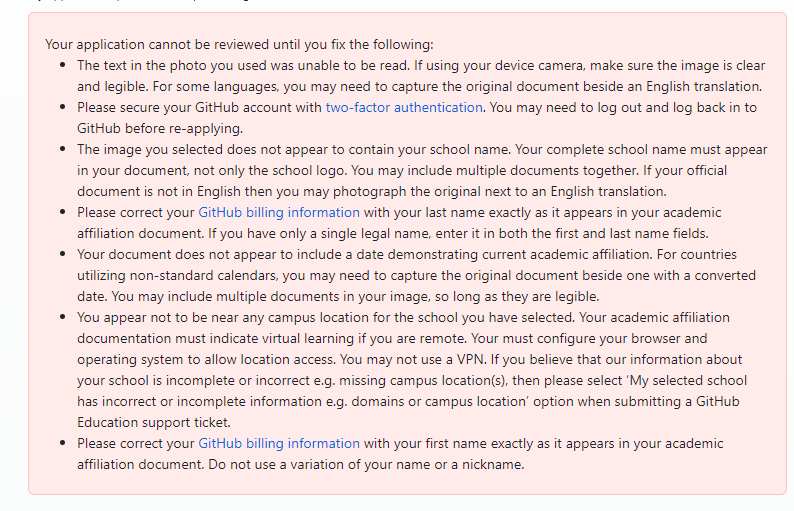 Your application cannot be reviewed until you fix the following:
The text in the photo you used was unable to be read. If using your device camera, make sure the image is clear
and legible. For some languages, you may need to capture the original document beside an English translation.
Please secure your GitHub account with two-factor authentication. You may need to log out and log back in to
GitHub before re-applying.
The image you selected does not appear to contain your school name. Your complete school name must appear
in your document, not only the school logo. You may include multiple documents together. If your official
document is not in English then you may photograph the original next to an English translation.
Please correct your GitHub billing information with your last name exactly as it appears in your academic
affiliation document. If you have only a single legal name, enter it in both the first and last name fields.
Your document does not appear to include a date demonstrating current academic affiliation. For countries
utilizing non-standard calendars, you may need to capture the original document beside one with a converted
date. You may include multiple documents in your image, so long as they are legible.
You appear not to be near any campus location for the school you have selected. Your academic affiliation
documentation must indicate virtual learning if you are remote. Your must configure your browser and
operating system to allow location access. You may not use a VPN. If you believe that our information about
your school is incomplete or incorrect e.g. missing campus location(s), then please select ‘My selected school
has incorrect or incomplete information e.g. domains or campus location’ option when submitting a GitHub
Education support ticket.
Please correct your GitHub billing information with your first name exactly as it appears in your academic
affiliation document. Do not use a variation of your name or a nickname.